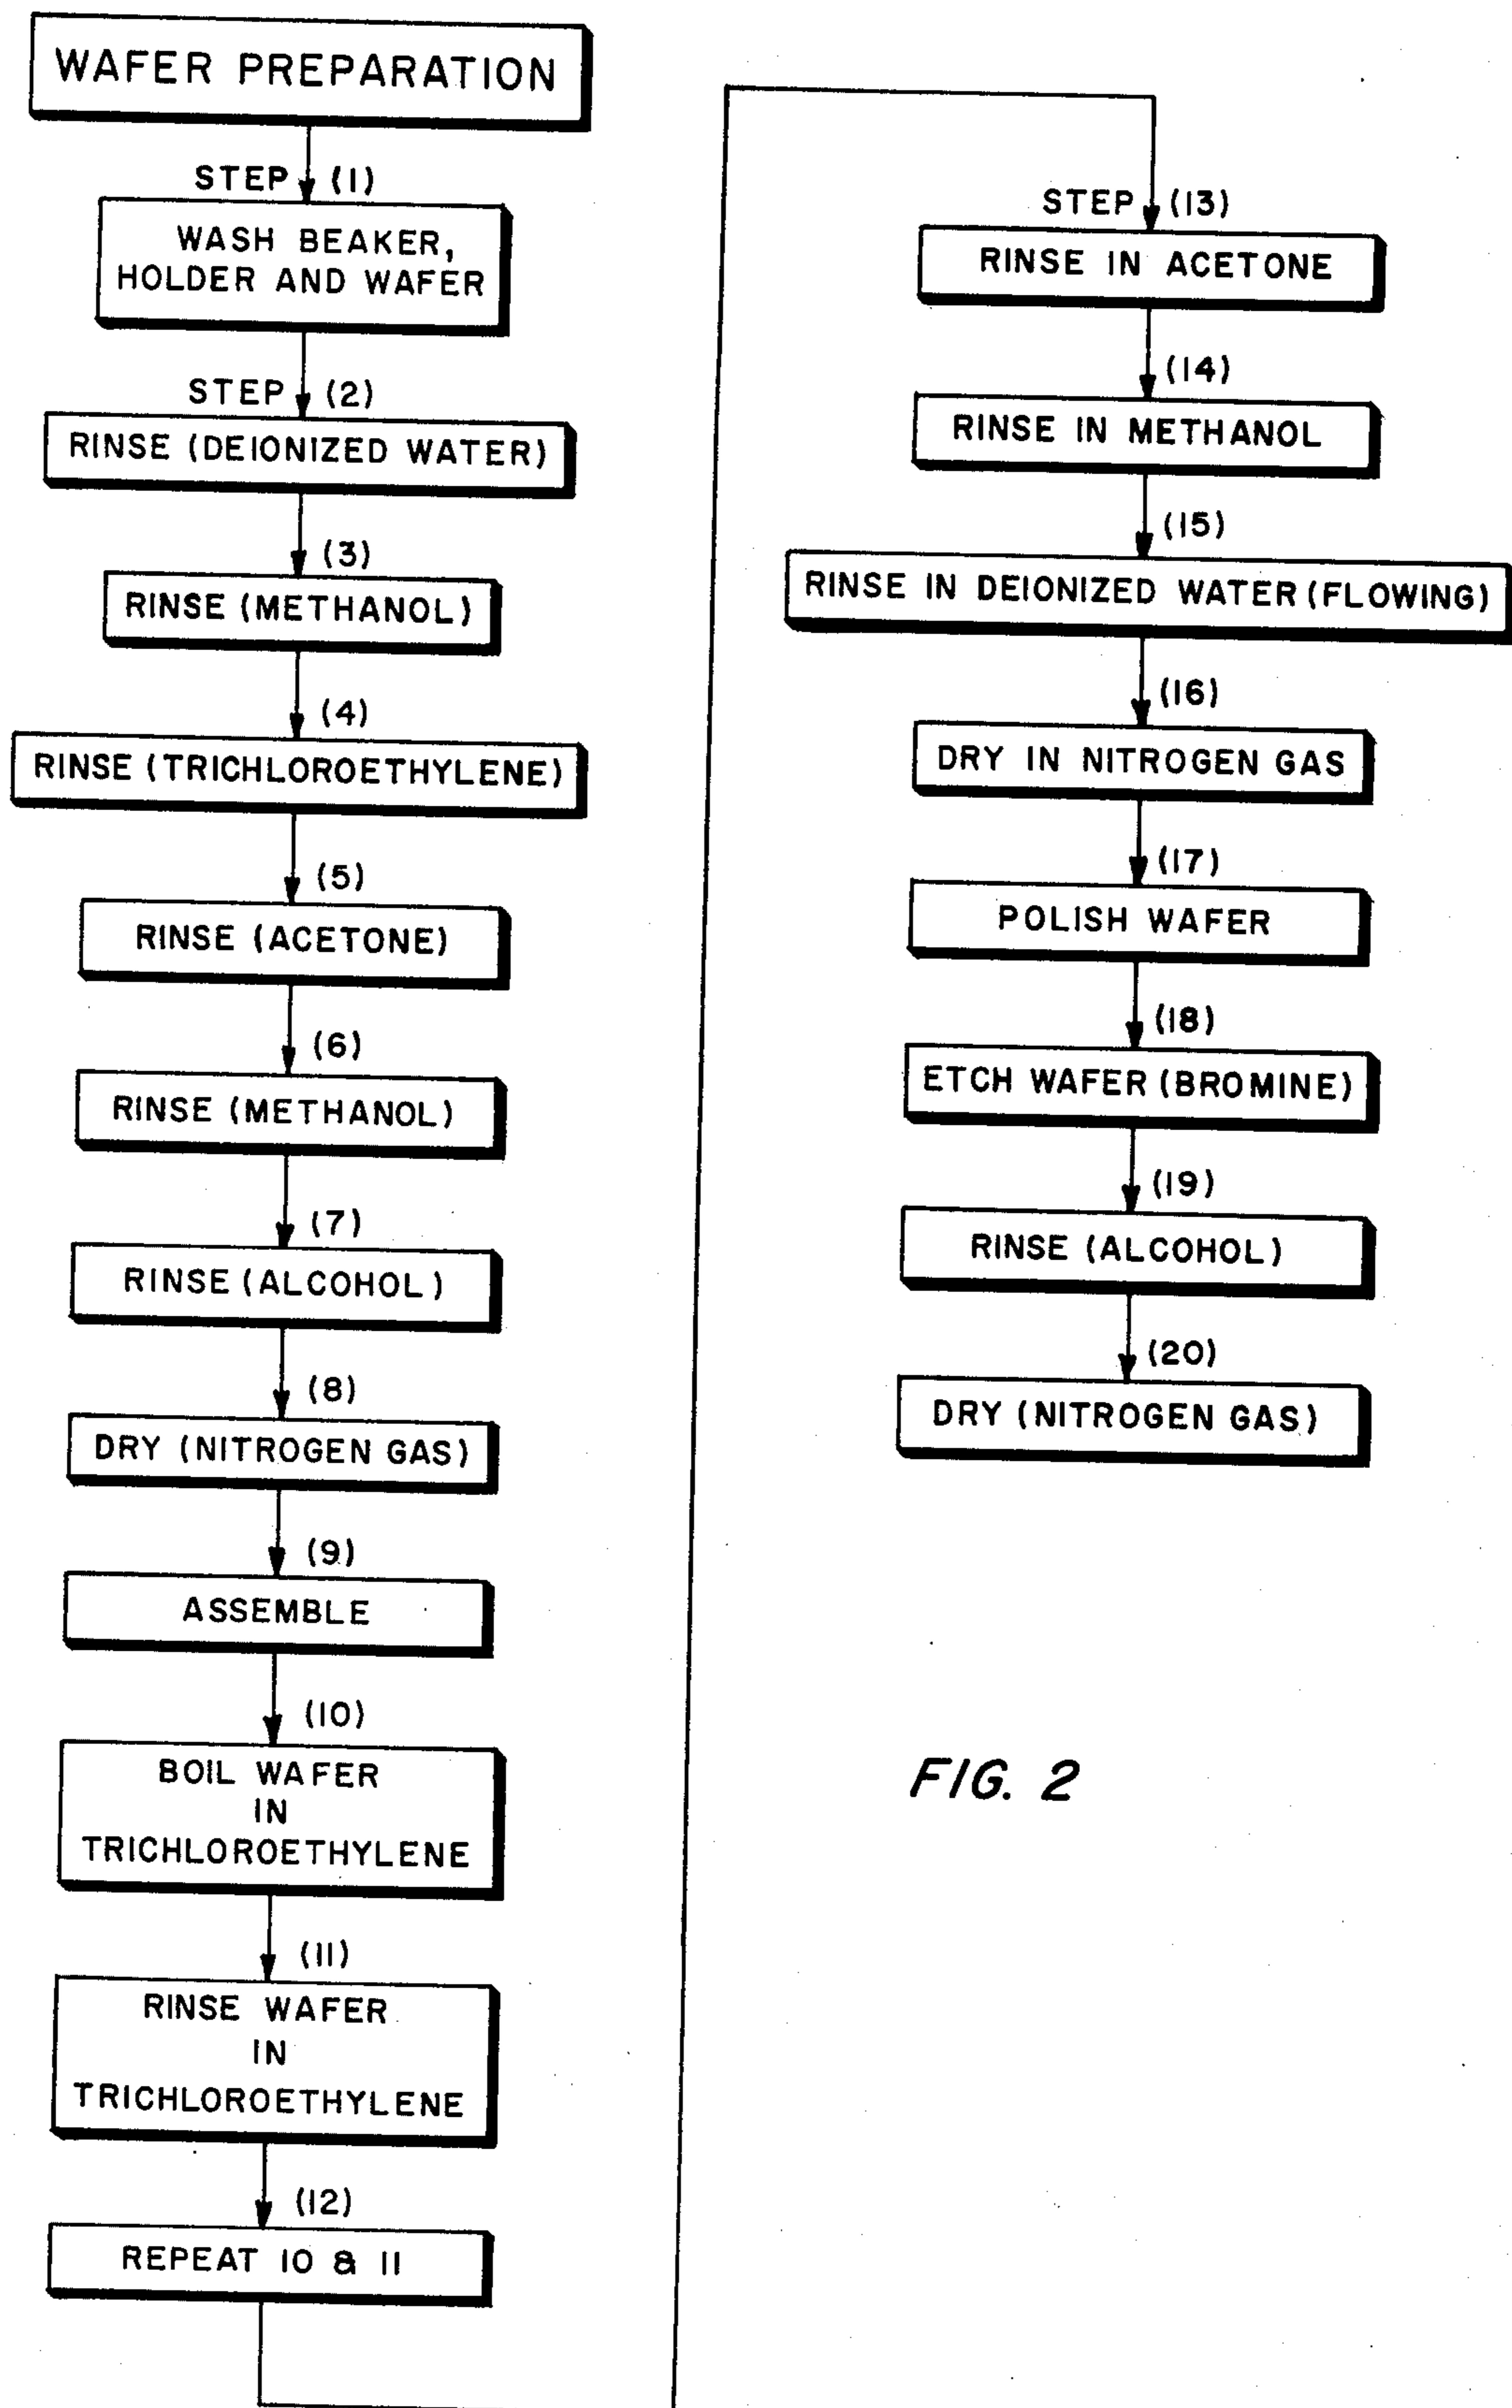 WAFER PREPARATION
STEP (1)
WASH BEAKER,
HOLDER AND WAFER
STEP (2)
RINSE (DEIONIZED WATER)
(3)
RINSE (METHANOL)
(4)
RINSE (TRICHLOROETHYLENE)
(5)
RINSE (ACETONE)
(6)
RINSE (METHANOL)
(7)
RINSE (ALCOHOL)
(8)
DRY (NITROGEN GAS)
(9)
ASSEMBLE
(10)
BOIL WAFER
IN
TRICHLOROETHYLENE
(11)
RINSE WAFER
IN
TRICHLOROETHYLENE
(12)
REPEAT 10 & 11
STEP (13)
RINSE IN ACETONE
(14)
RINSE IN METHANOL
(15)
RINSE IN DEIONIZED WATER (FLOWING)
(16)
DRY IN NITROGEN GAS
(17)
POLISH WAFER
(18)
ETCH WAFER (BROMINE)
(19)
RINSE (ALCOHOL)
(20)
DRY (NITROGEN GAS)
FIG. 2